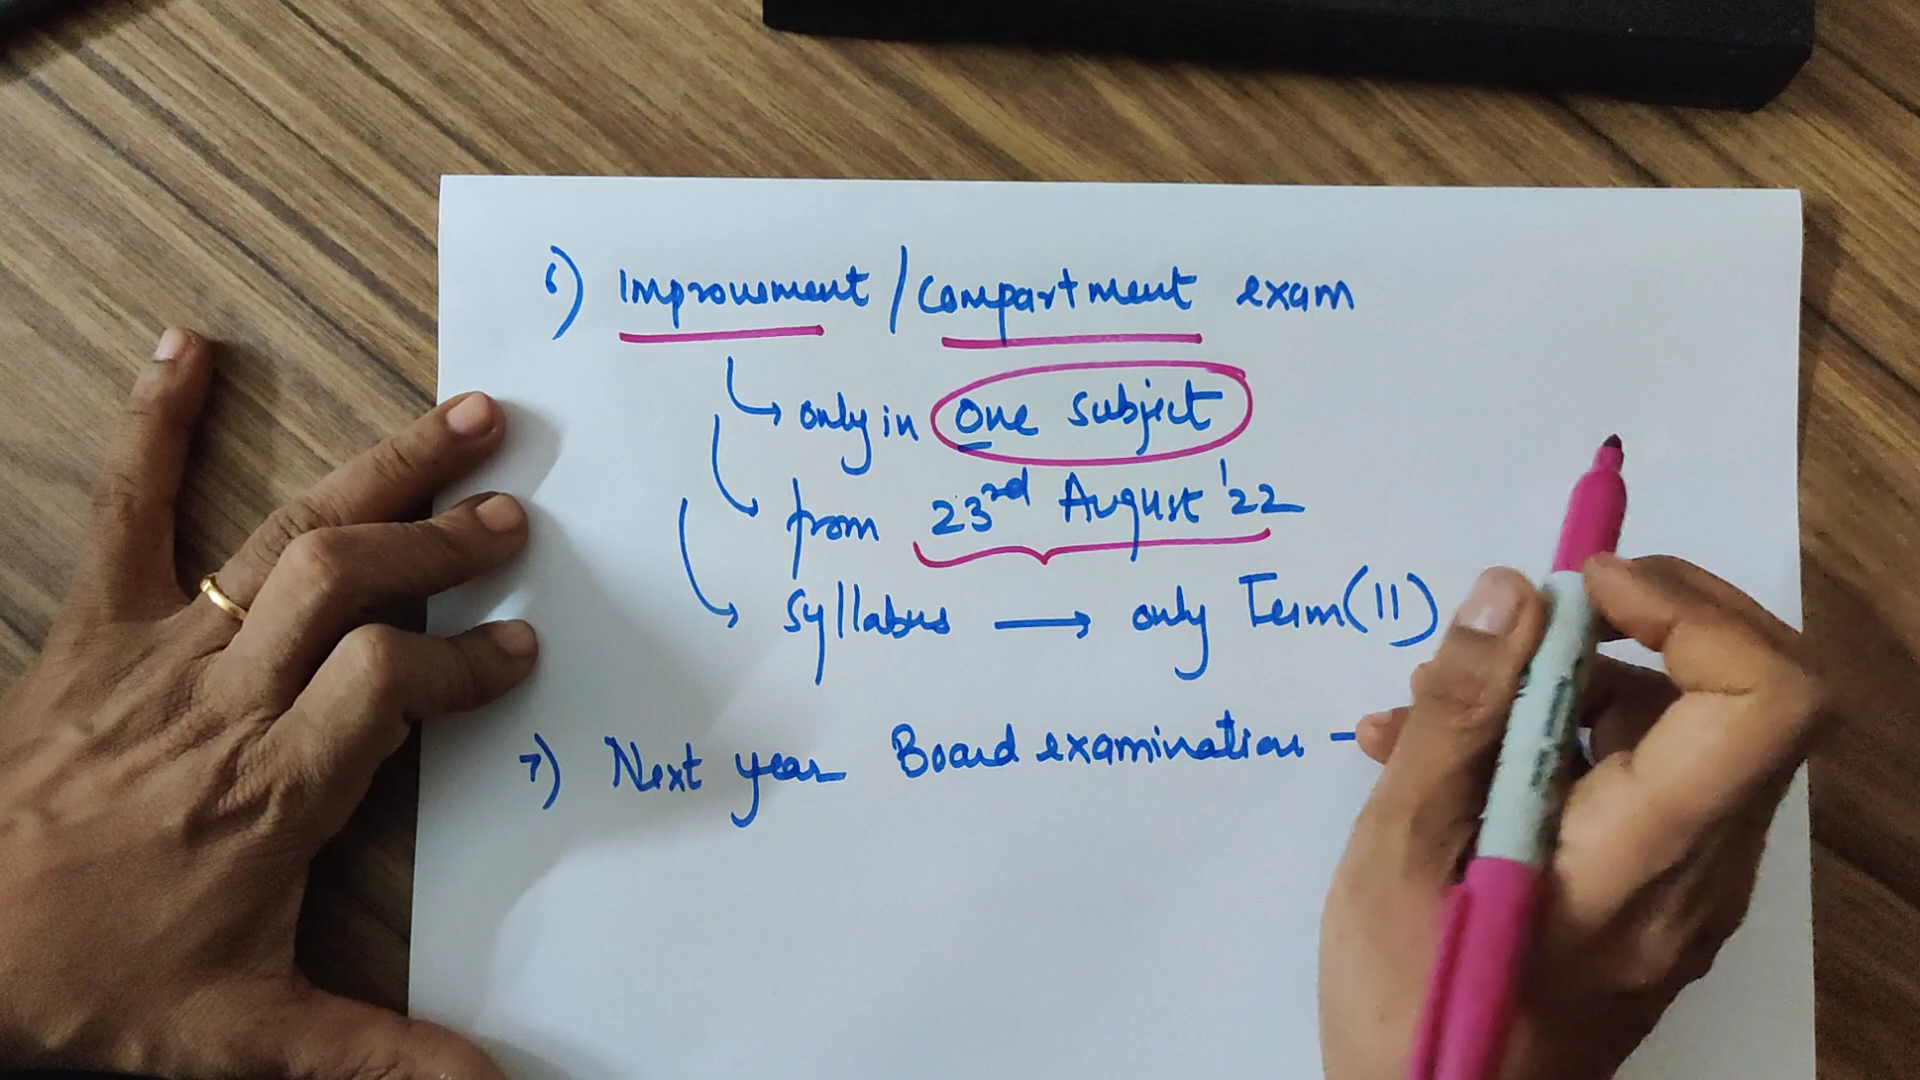 6) Improvement / Compartment exam
only in One subject
from 23rd August '22
Syllabus → only Term (II)
7) Next year Board examination -